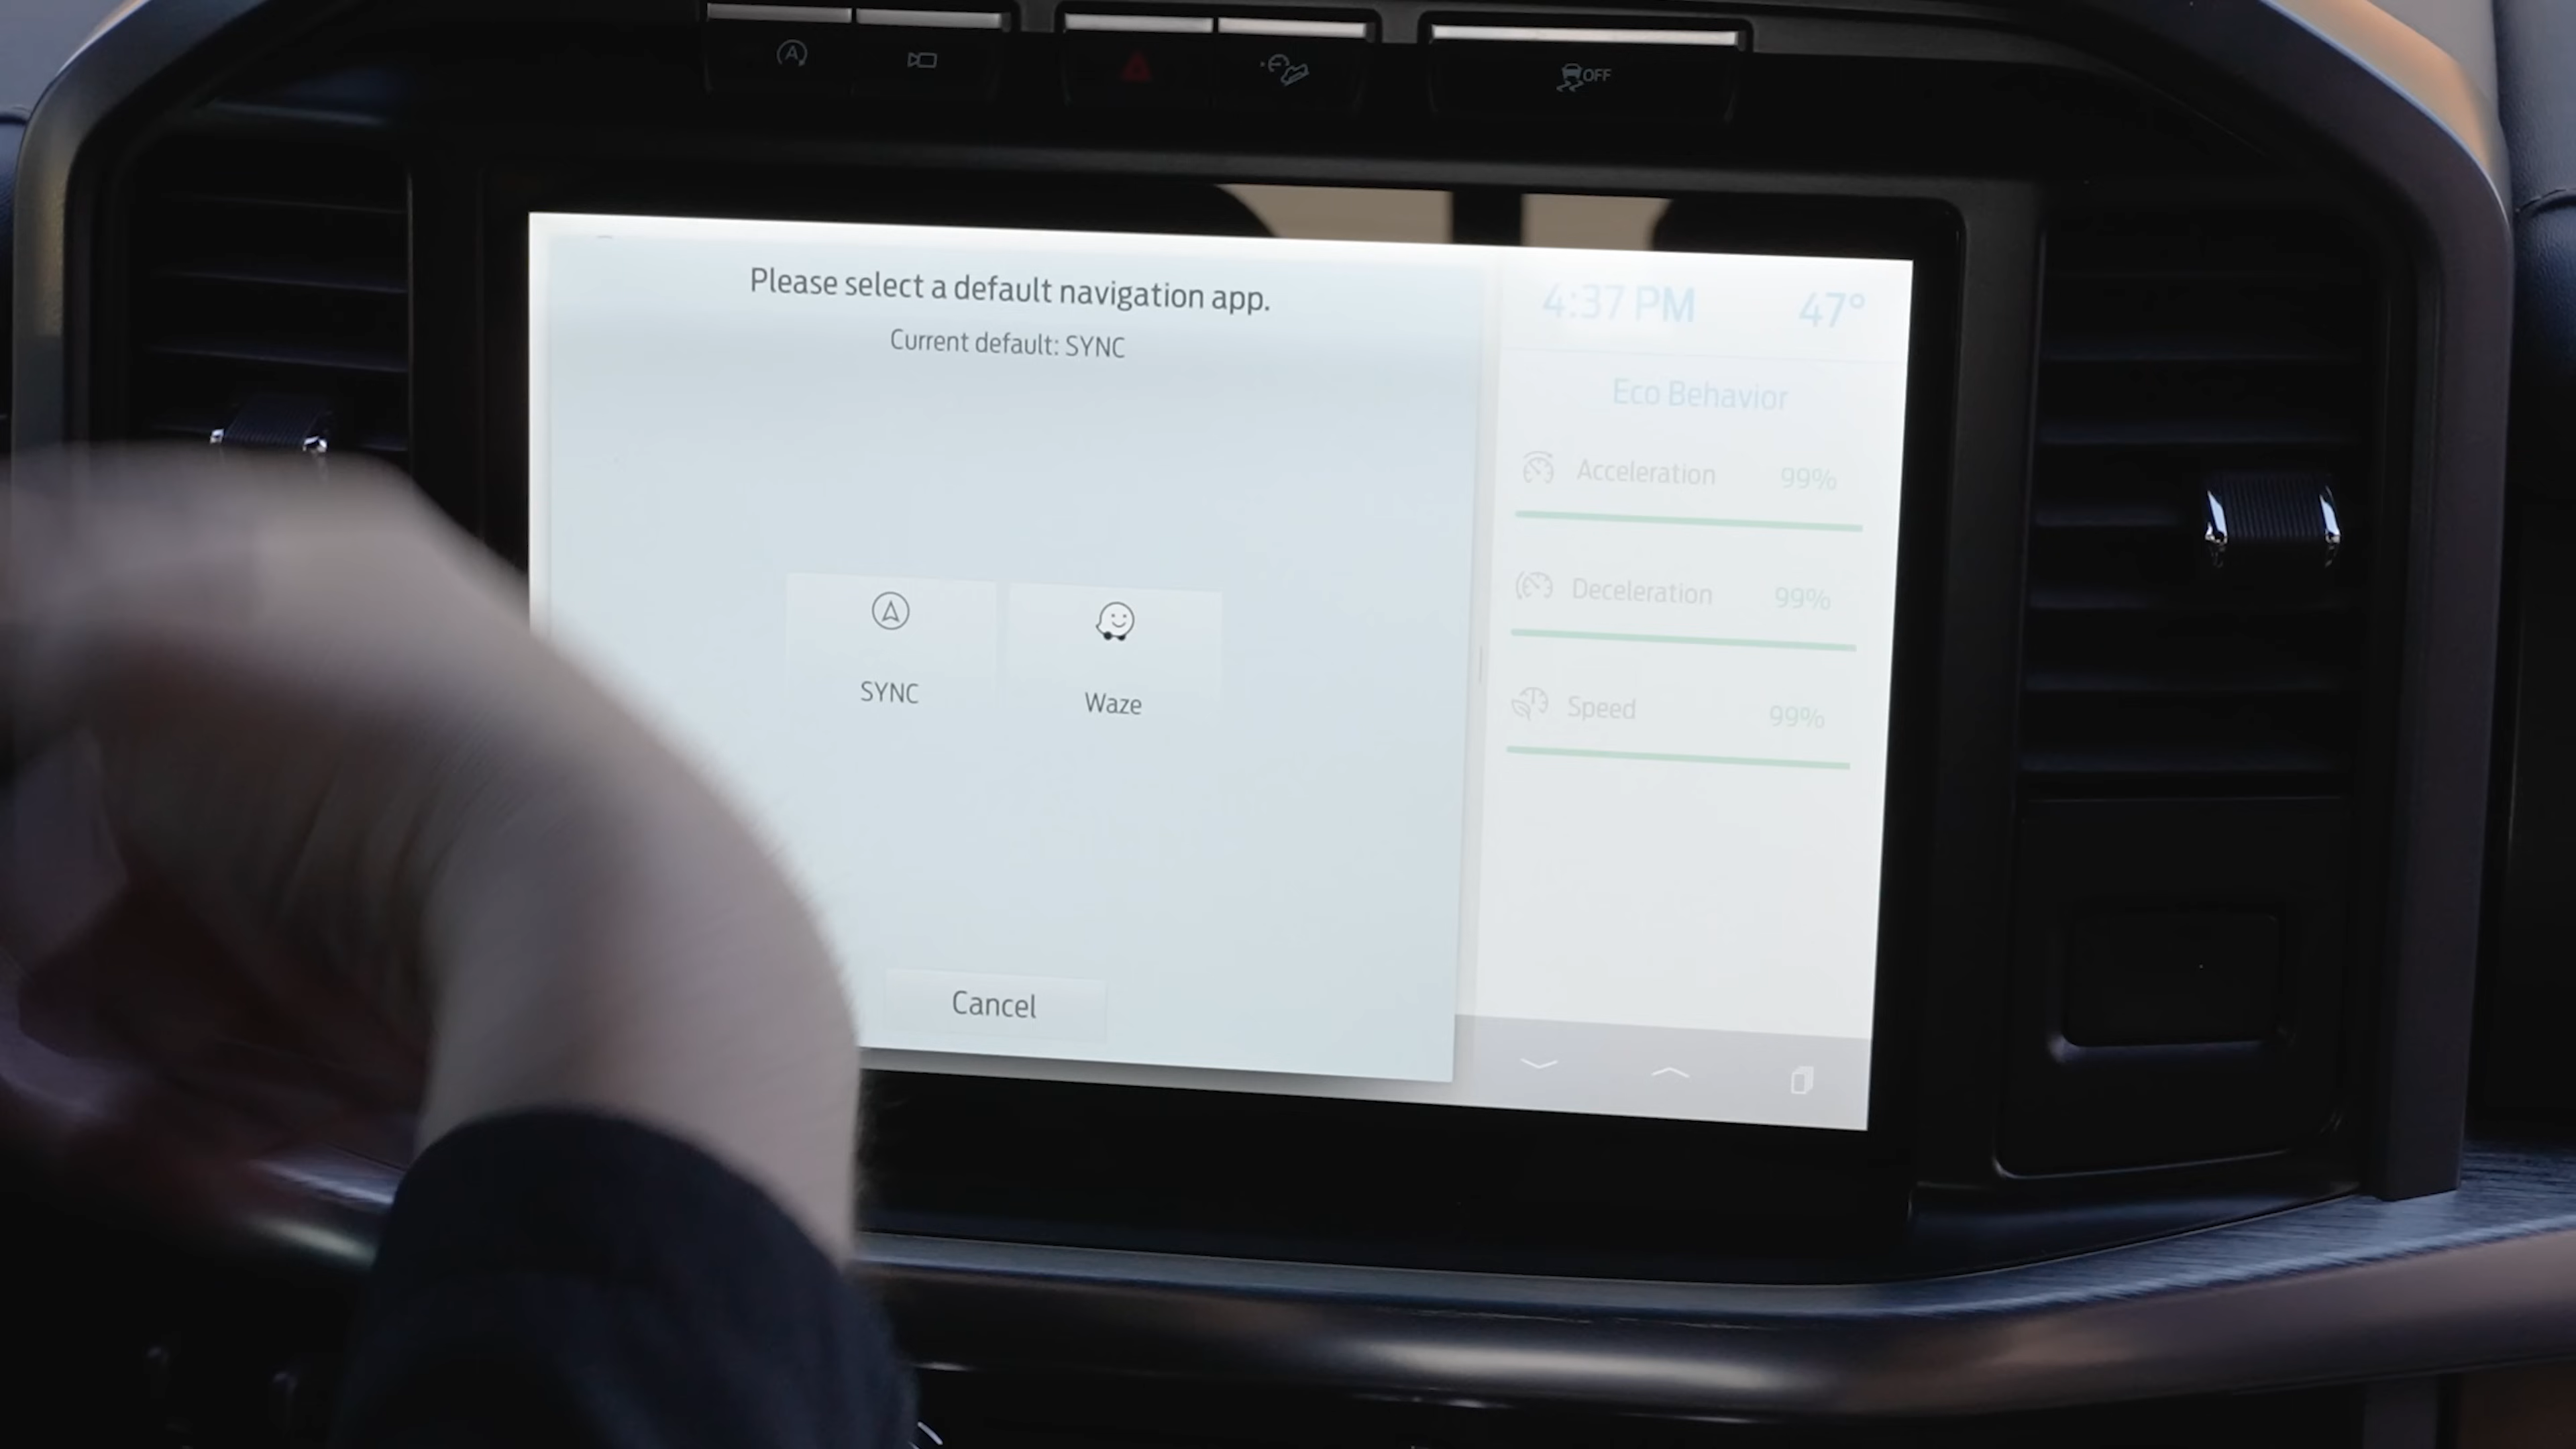 A
OFF
Please select a default navigation app.
Current default: SYNC
SYNC
Waze
Cancel
4:37 PM 47°
Eco Behavior
Acceleration 99%
Deceleration 99%
Speed 99%